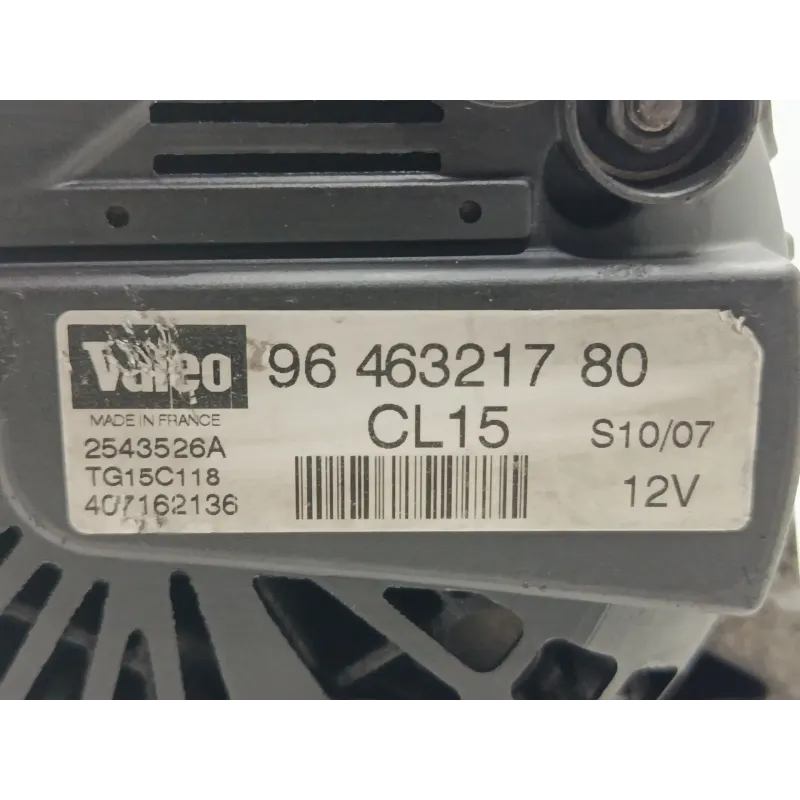 Valeo 96 463217 80
MADE IN FRANCE CL15 S10/07
2543526A
TG15C118 12V
407162136